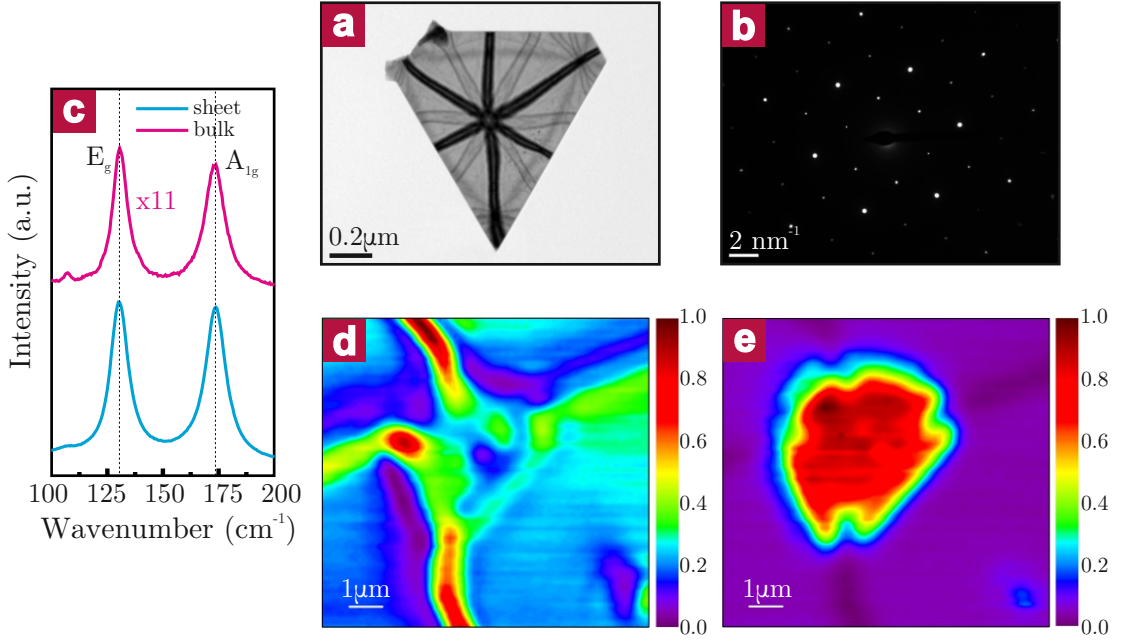 a
0.2μm
b
2 nm⁻¹
c
sheet
bulk
E_g
A_1g
x11
Intensity (a.u.)
100 125 150 175 200
Wavenumber (cm⁻¹)
d
1μm
1.0
0.8
0.6
0.4
0.2
0.0
e
1μm
1.0
0.8
0.6
0.4
0.2
0.0